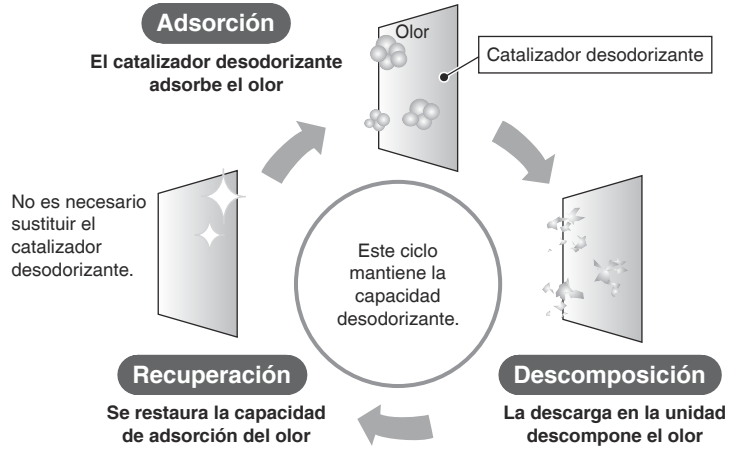 Adsorción
El catalizador desodorizante
adsorbe el olor
Olor
Catalizador desodorizante
No es necesario
sustituir el
catalizador
desodorizante.
Este ciclo
mantiene la
capacidad
desodorizante.
Recuperación
Se restaura la capacidad
de adsorción del olor
Descomposición
La descarga en la unidad
descompone el olor